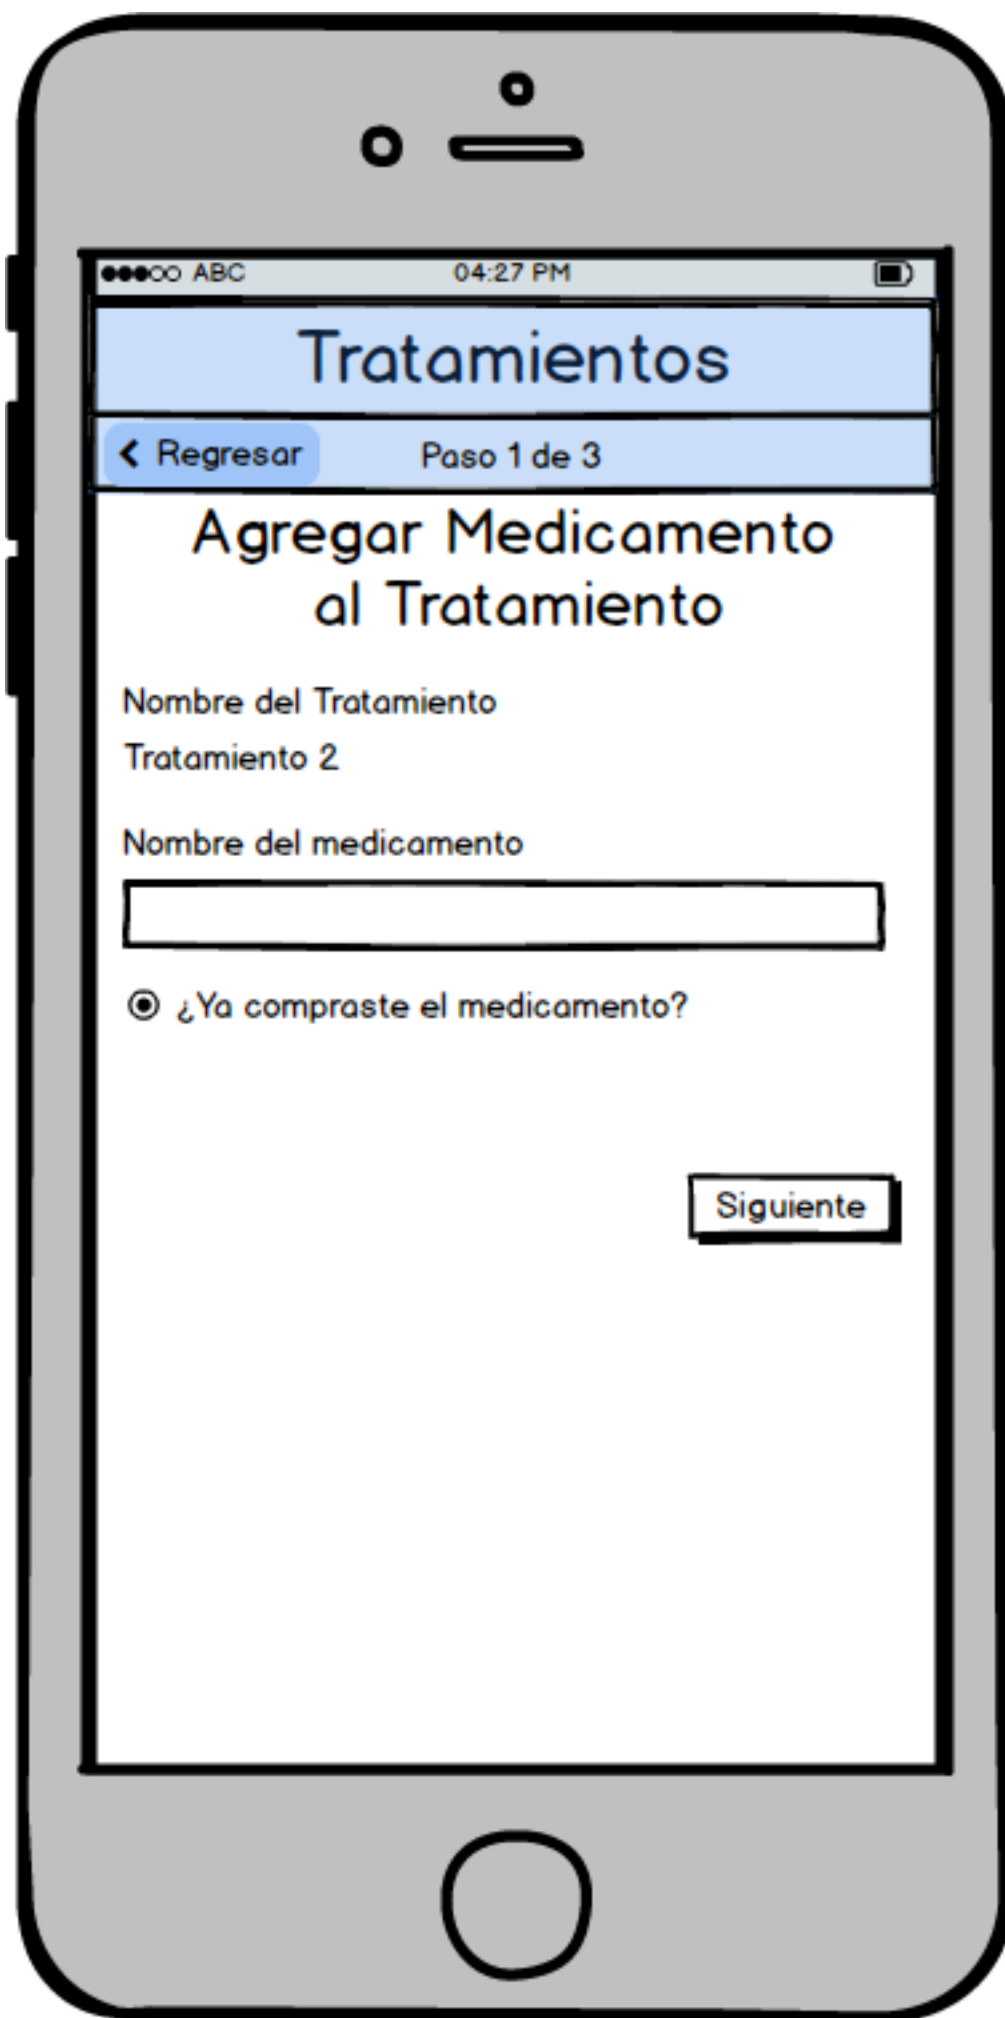 ABC 04:27 PM
Tratamientos
Regresar Paso 1 de 3
Agregar Medicamento
al Tratamiento
Nombre del Tratamiento
Tratamiento 2
Nombre del medicamento
¿Ya compraste el medicamento?
Siguiente